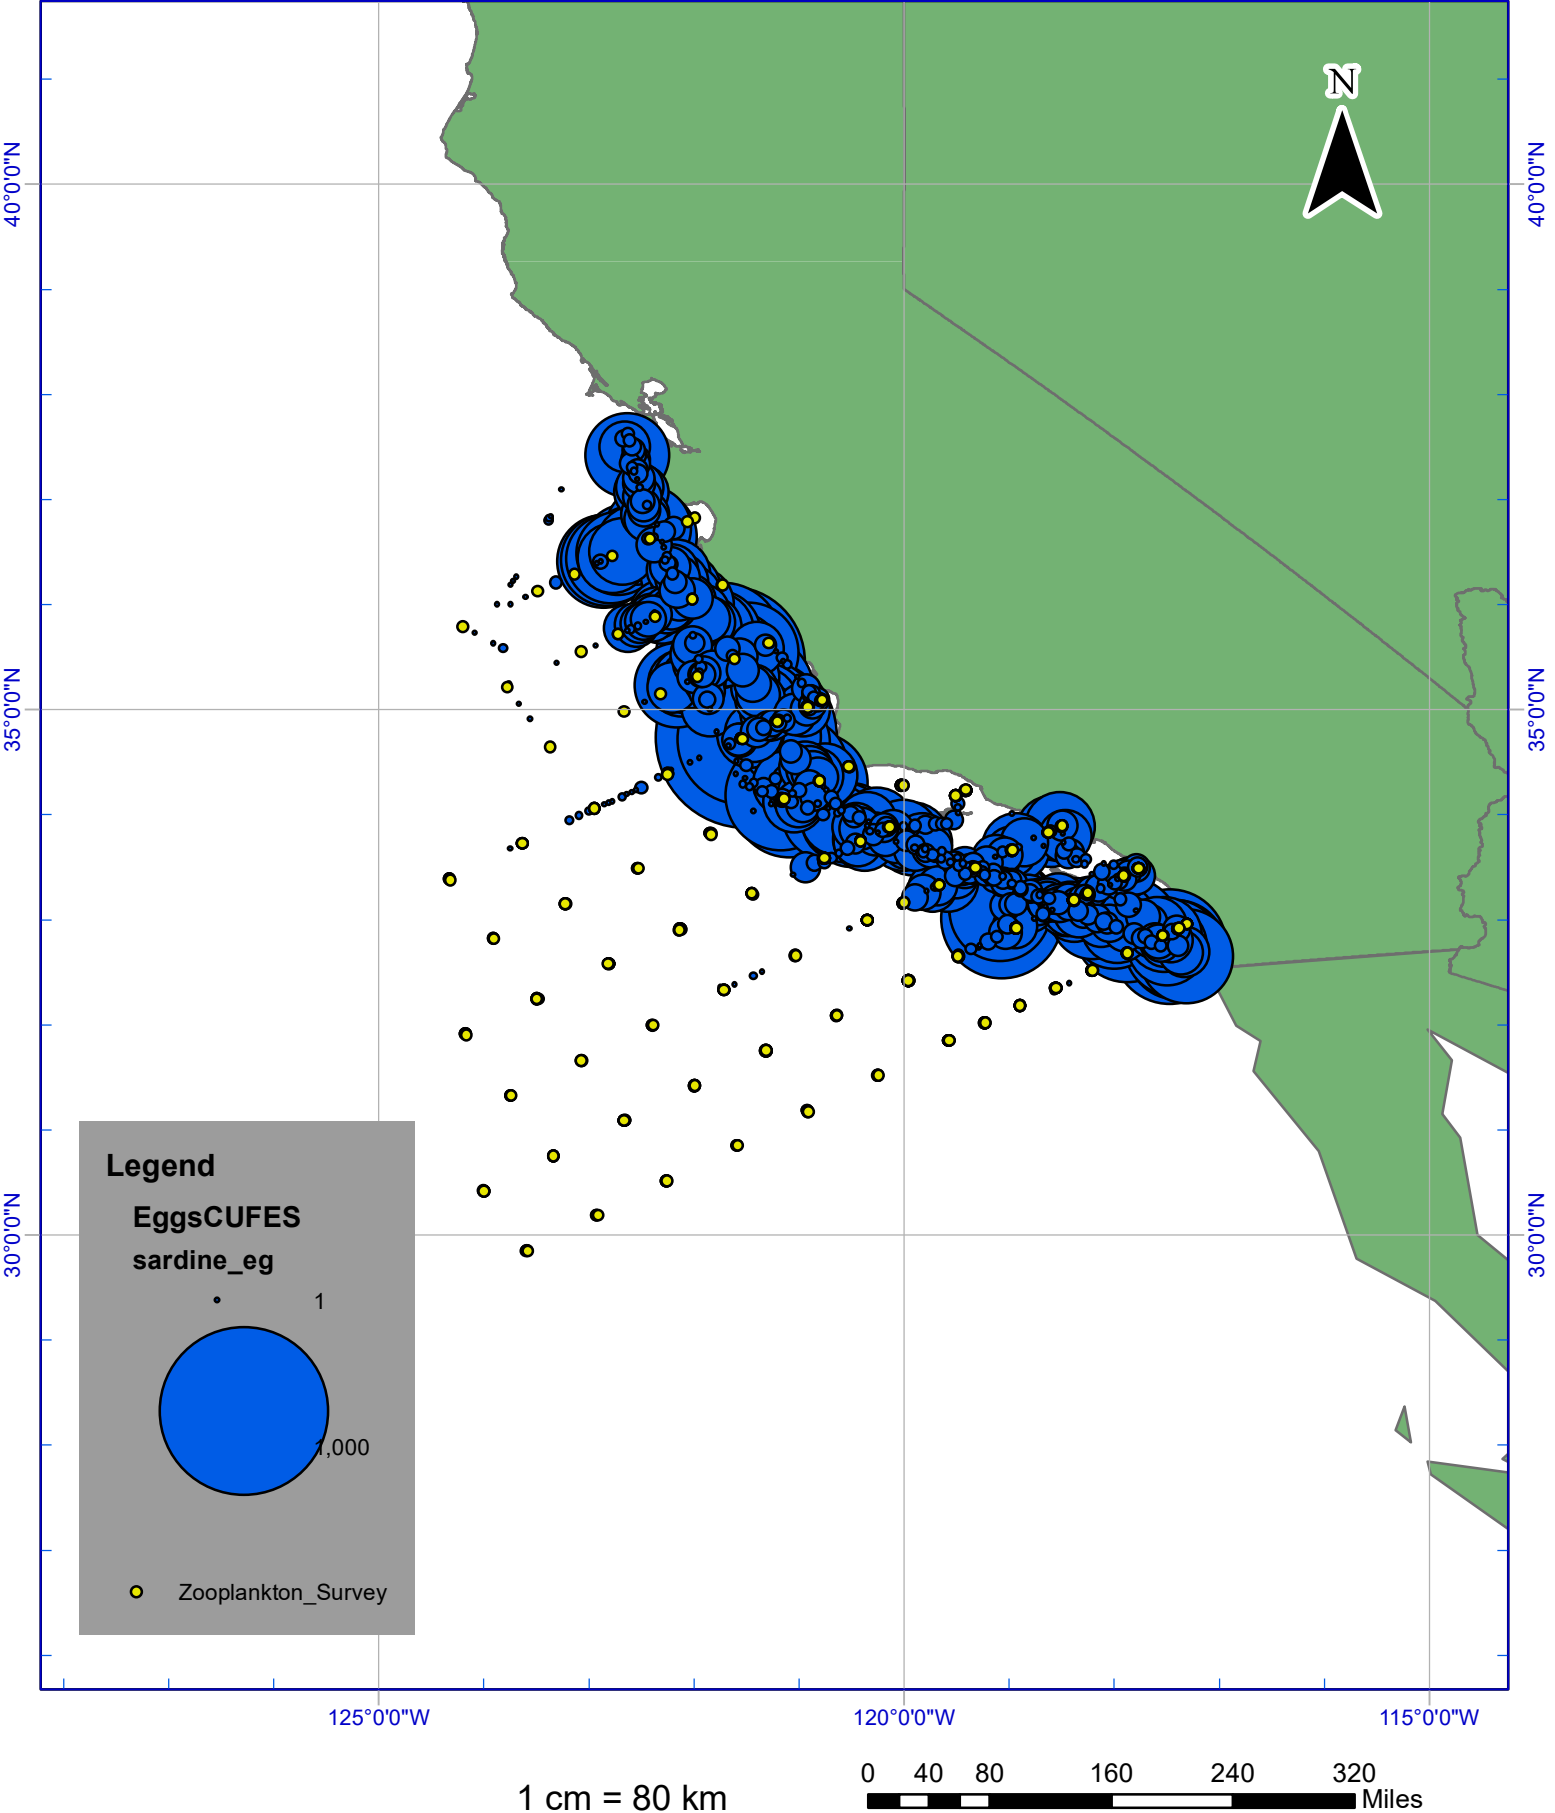 N
40°0'0"N
40°0'0"N
35°0'0"N
35°0'0"N
30°0'0"N
30°0'0"N
Legend
EggsCUFES
sardine_eg
1
1,000
Zooplankton_Survey
125°0'0"W
120°0'0"W
115°0'0"W
0 40 80 160 240 320
Miles
1 cm = 80 km